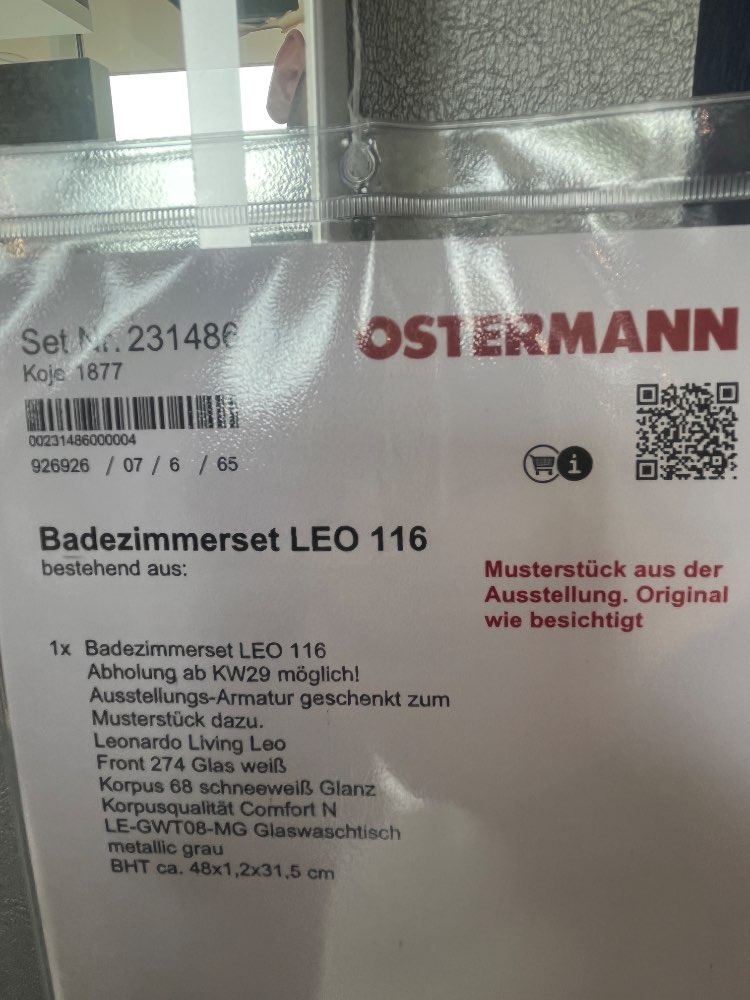 Set Nr. 231486
OSTERMANN
Koje 1877
00231486000004
926926 / 07 / 6 / 65
i
Badezimmerset LEO 116
bestehend aus:
Musterstück aus der
Ausstellung. Original
wie besichtigt
1x Badezimmerset LEO 116
Abholung ab KW29 möglich!
Ausstellungs-Armatur geschenkt zum
Musterstück dazu.
Leonardo Living Leo
Front 274 Glas weiß
Korpus 68 schneeweiß Glanz
Korpusqualität Comfort N
LE-GWT08-MG Glaswaschtisch
metallic grau
BHT ca. 48x1,2x31,5 cm